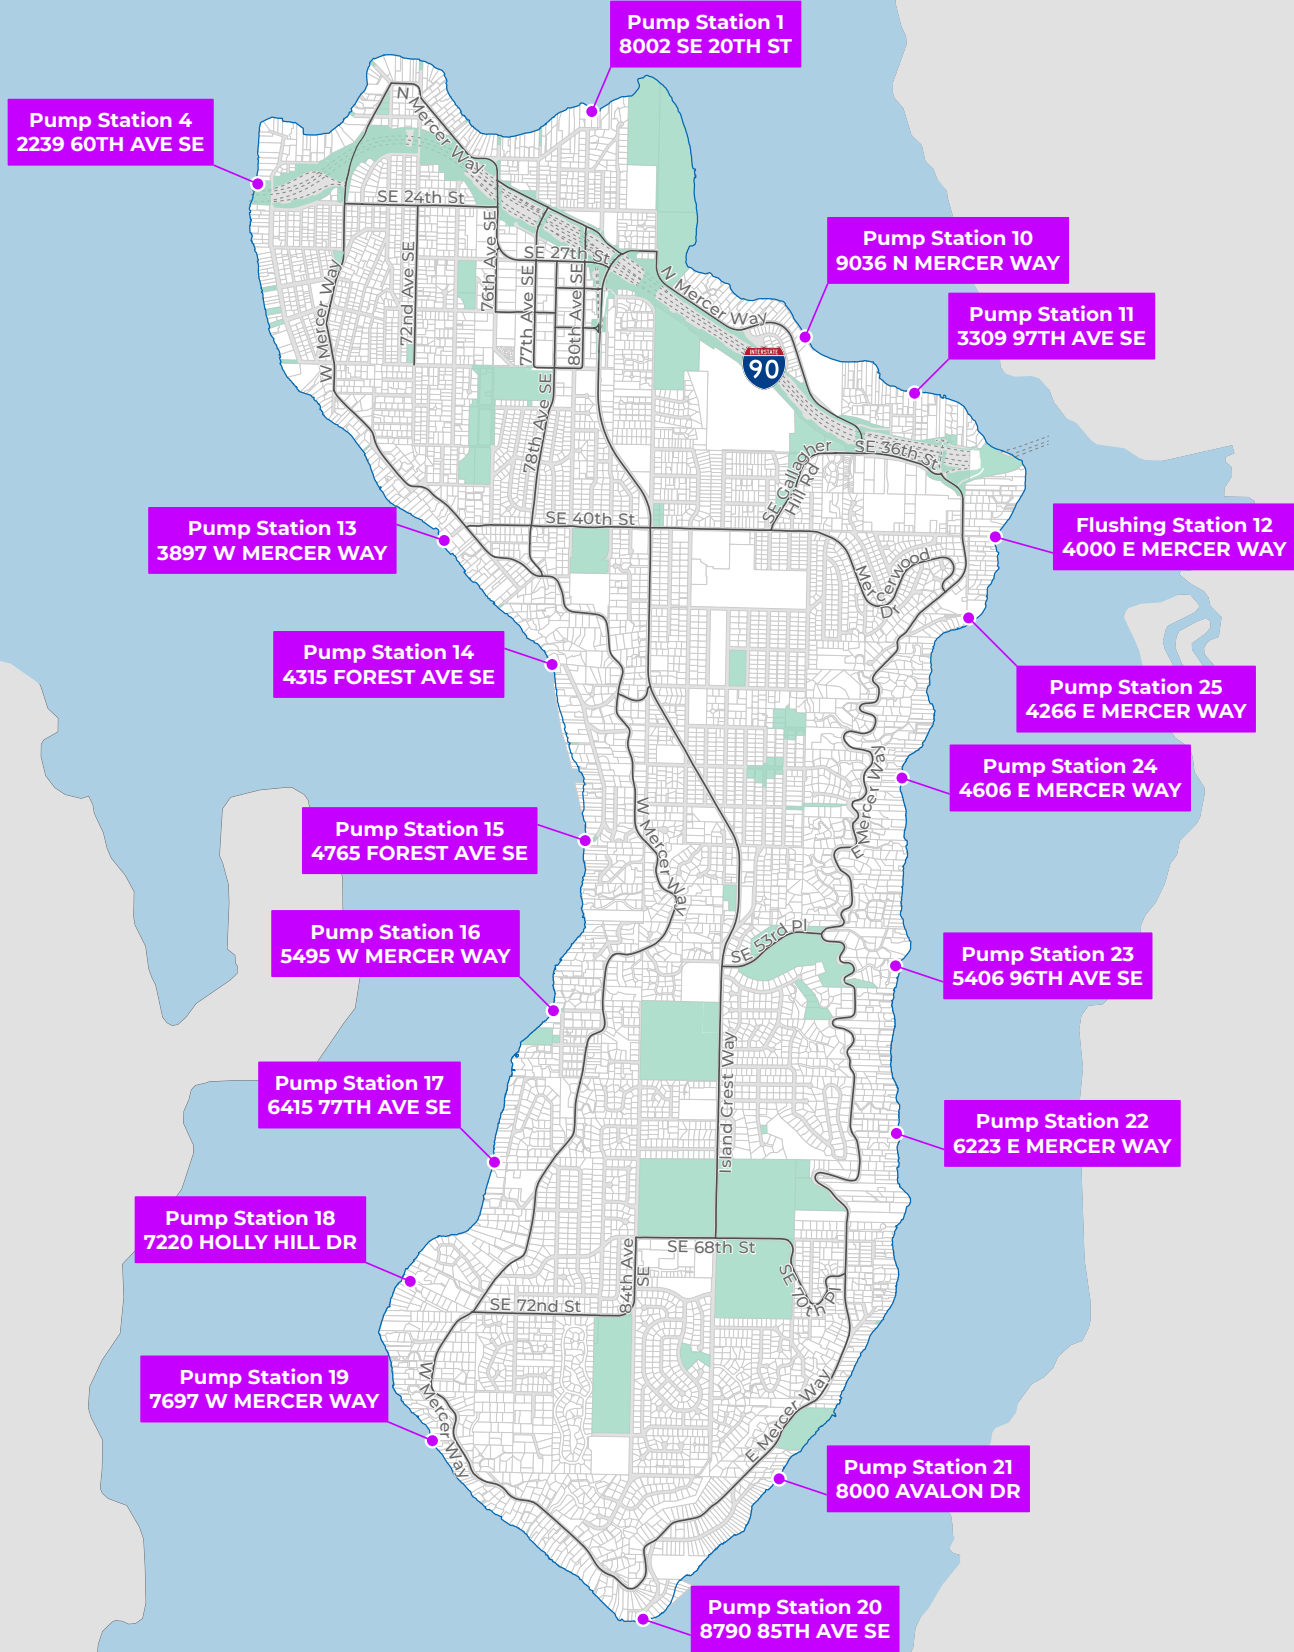 Pump Station 1
8002 SE 20TH ST
Pump Station 4
2239 60TH AVE SE
N Mercer Way
SE 24th St
76th Ave SE
72nd Ave SE
W Mercer Way
SE 27th St
77th Ave SE
80th Ave SE
78th Ave SE
N Mercer Way
Pump Station 10
9036 N MERCER WAY
Pump Station 11
3309 97TH AVE SE
INTERSTATE
90
SE Gallagher
Hill Rd
SE 36th St
Pump Station 13
3897 W MERCER WAY
SE 40th St
Flushing Station 12
4000 E MERCER WAY
Mercerwood
Dr
Pump Station 14
4315 FOREST AVE SE
Pump Station 25
4266 E MERCER WAY
Pump Station 24
4606 E MERCER WAY
E Mercer Way
W Mercer Way
Pump Station 15
4765 FOREST AVE SE
Pump Station 16
5495 W MERCER WAY
SE 53rd Pl
Pump Station 23
5406 96TH AVE SE
Island Crest Way
Pump Station 17
6415 77TH AVE SE
Pump Station 22
6223 E MERCER WAY
Pump Station 18
7220 HOLLY HILL DR
SE 68th St
84th Ave
SE
SE 70th Pl
SE 72nd St
Pump Station 19
7697 W MERCER WAY
W Mercer Way
E Mercer Way
Pump Station 21
8000 AVALON DR
Pump Station 20
8790 85TH AVE SE